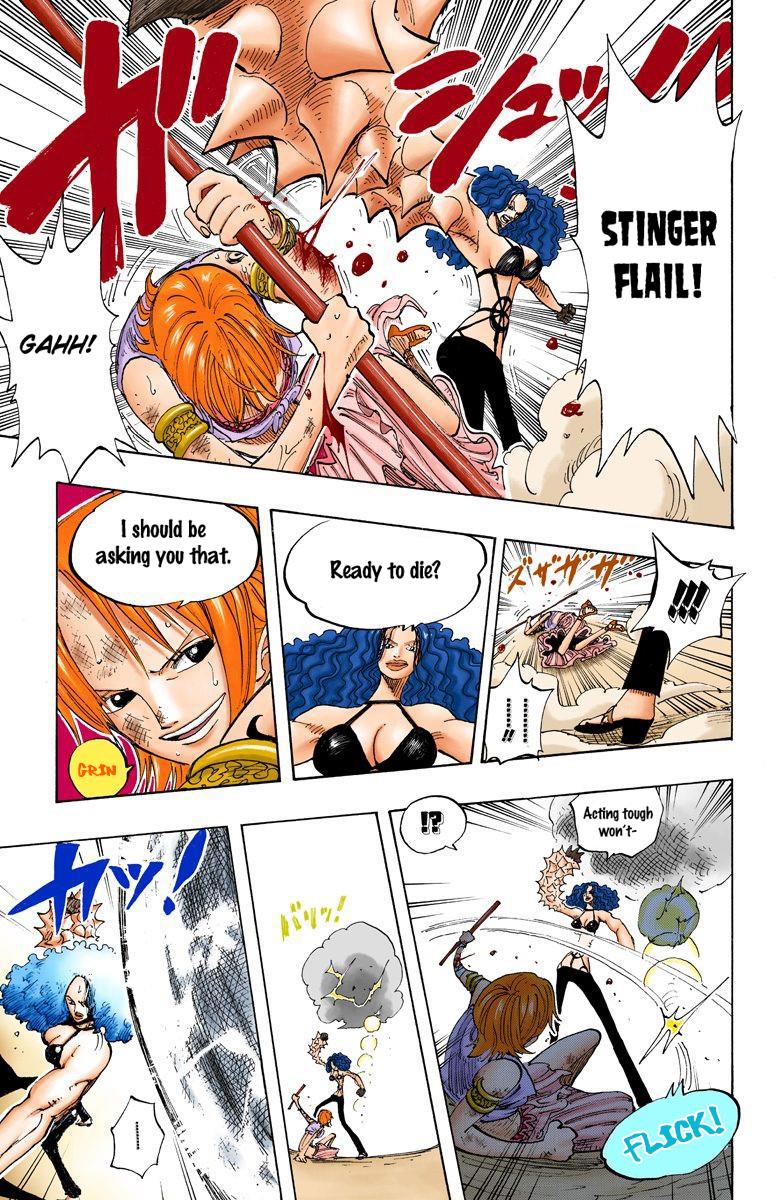 ガシュッ
STINGER
FLAIL!
GAHH!
!!!
ズザザザ
Ready to die?
I should be
asking you that.
GRIN
Acting tough
won't-
!?
FLICK!
バリッ!
カッ!